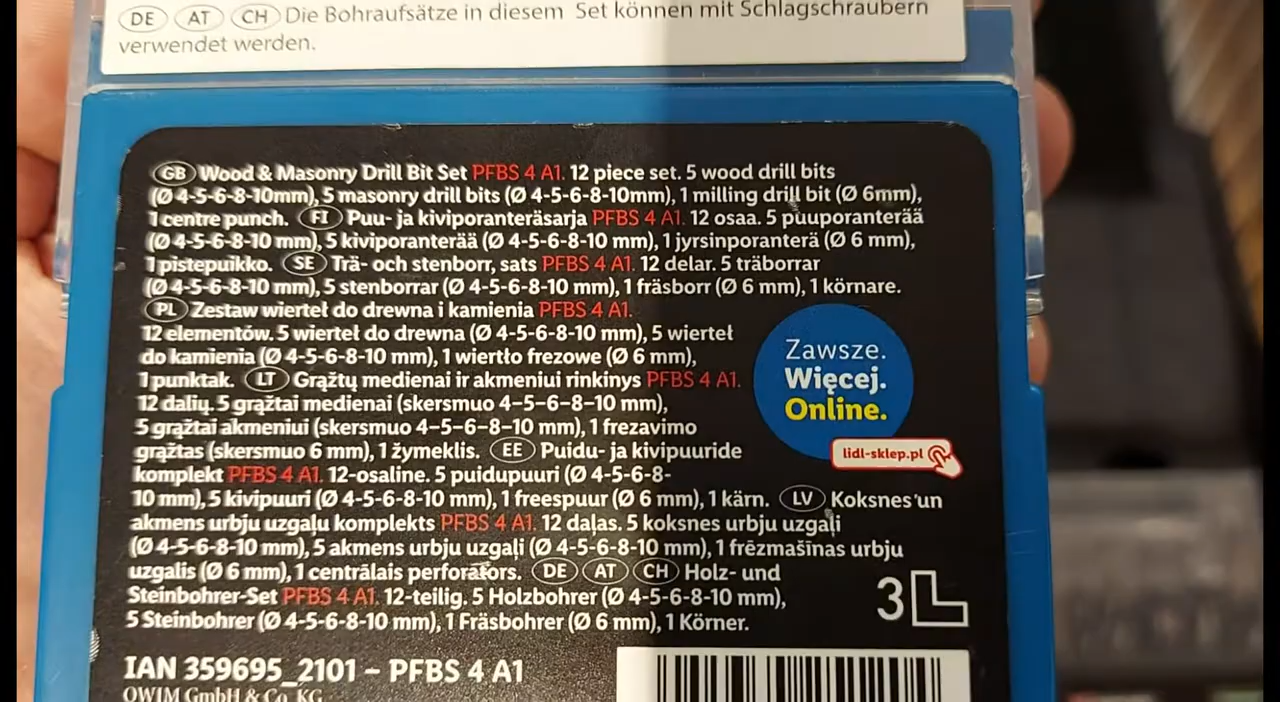 DE AT CH Die Bohraufsätze in diesem Set können mit Schlagschraubern
verwendet werden.
GB Wood & Masonry Drill Bit Set PFBS 4 A1. 12 piece set. 5 wood drill bits
(Ø 4-5-6-8-10mm), 5 masonry drill bits (Ø 4-5-6-8-10mm), 1 milling drill bit (Ø 6mm),
1 centre punch. FI Puu- ja kiviporanteräsarja PFBS 4 A1. 12 osaa. 5 puuporanterää
(Ø 4-5-6-8-10 mm), 5 kiviporanterää (Ø 4-5-6-8-10 mm), 1 jyrsinporanterä (Ø 6 mm),
1 pistepuikko. SE Trä- och stenborr, sats PFBS 4 A1. 12 delar. 5 träborrar
(Ø 4-5-6-8-10 mm), 5 stenborrar (Ø 4-5-6-8-10 mm), 1 fräsborr (Ø 6 mm), 1 körnare.
PL Zestaw wierteł do drewna i kamienia PFBS 4 A1.
12 elementów. 5 wierteł do drewna (Ø 4-5-6-8-10 mm), 5 wierteł
do kamienia (Ø 4-5-6-8-10 mm), 1 wiertło frezowe (Ø 6 mm),
1 punktak. LT Grąžtų medienai ir akmeniui rinkinys PFBS 4 A1.
12 dalių. 5 grąžtai medienai (skersmuo 4–5–6–8–10 mm),
5 grąžtai akmeniui (skersmuo 4–5–6–8–10 mm), 1 frezavimo
grąžtas (skersmuo 6 mm), 1 žymeklis. EE Puidu- ja kivipuuride
komplekt PFBS 4 A1. 12-osaline. 5 puidupuuri (Ø 4-5-6-8-
10 mm), 5 kivipuuri (Ø 4-5-6-8-10 mm), 1 freespuur (Ø 6 mm), 1 kärn. LV Koksnes un
akmens urbju uzgaļu komplekts PFBS 4 A1. 12 daļas. 5 koksnes urbju uzgaļi
(Ø 4-5-6-8-10 mm), 5 akmens urbju uzgaļi (Ø 4-5-6-8-10 mm), 1 frēzmašīnas urbju
uzgalis (Ø 6 mm), 1 centrālais perforators. DE AT CH Holz- und
Steinbohrer-Set PFBS 4 A1. 12-teilig. 5 Holzbohrer (Ø 4-5-6-8-10 mm),
5 Steinbohrer (Ø 4-5-6-8-10 mm), 1 Fräsbohrer (Ø 6 mm), 1 Körner.
Zawsze.
Więcej.
Online.
lidl-sklep.pl
3L
IAN 359695_2101 – PFBS 4 A1
OWIM GmbH & Co. KG